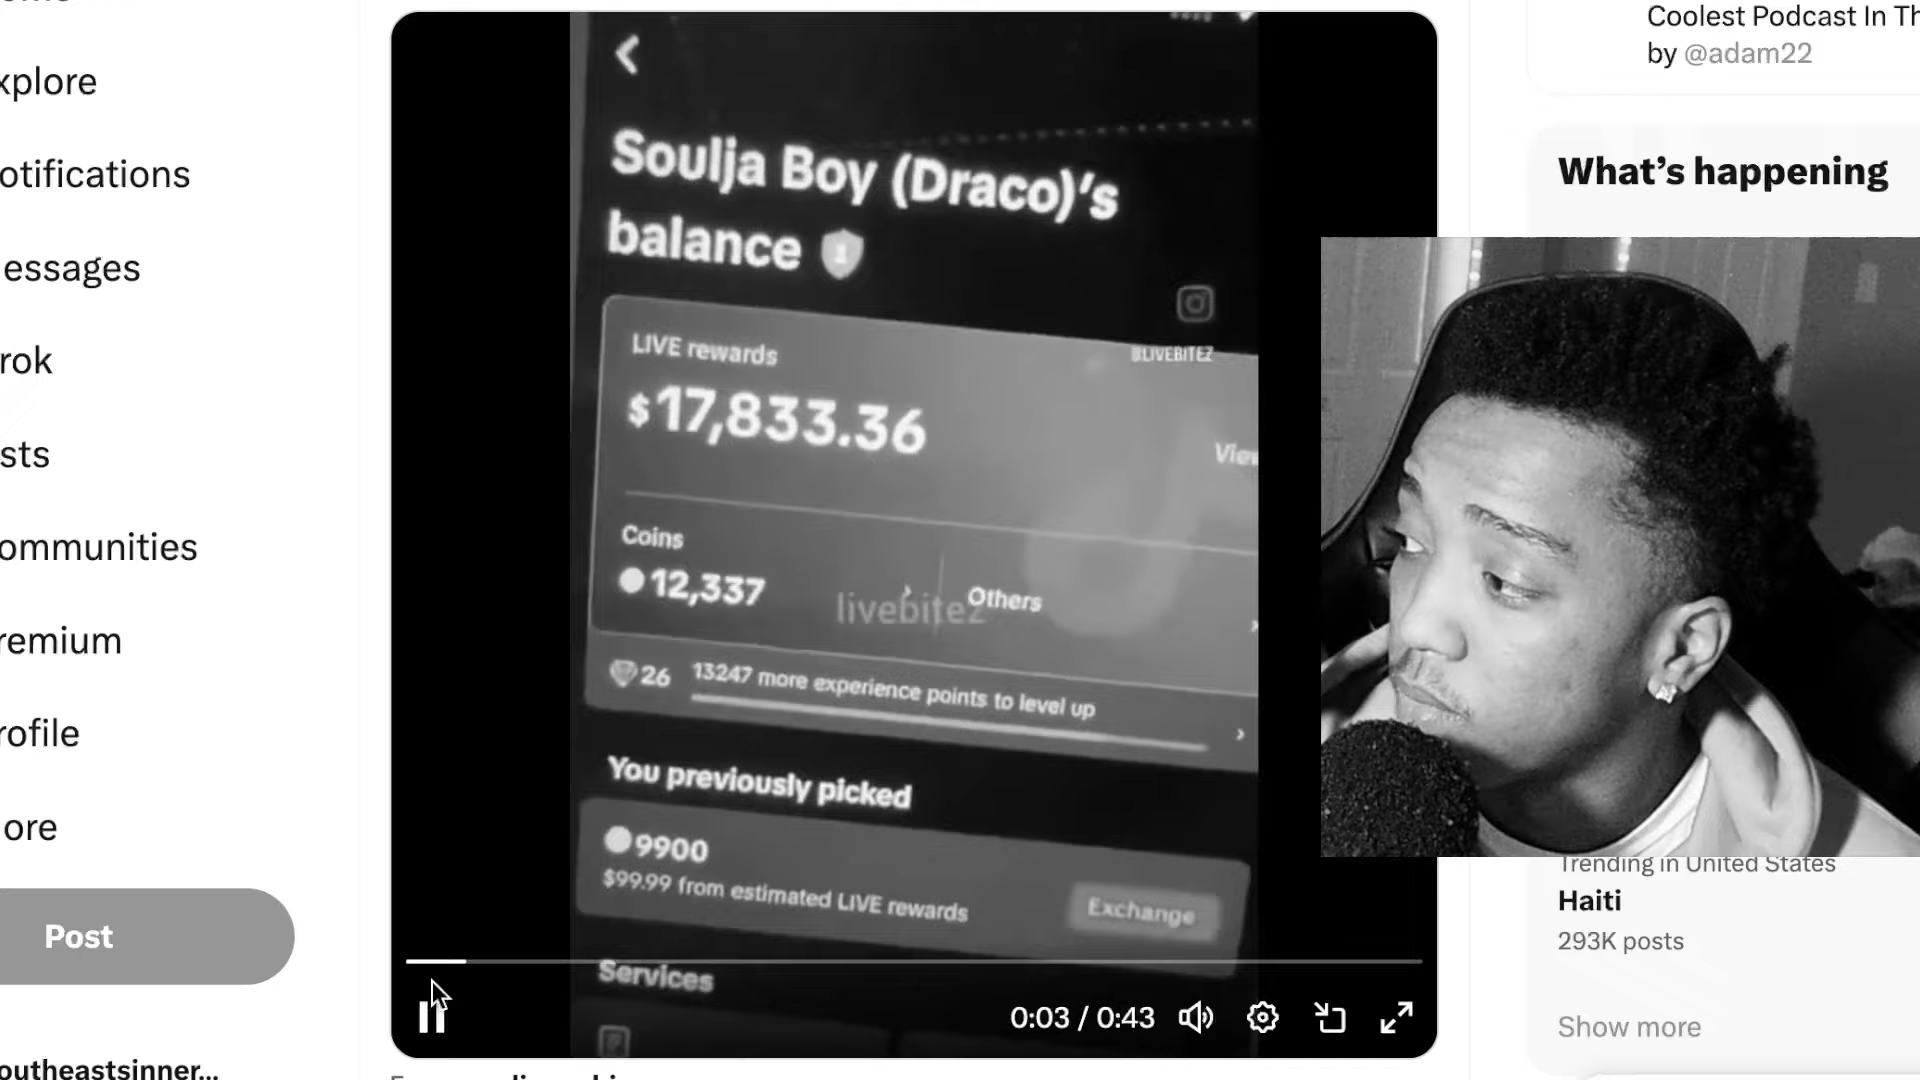 xplore
otifications
essages
rok
sts
ommunities
remium
rofile
ore
Post
outheastsinner...
Soulja Boy (Draco)'s
balance
LIVE rewards
@LIVEBITEZ
$17,833.36
View
Coins
12,337
livebitez
Others
26
13247 more experience points to level up
You previously picked
9900
$99.99 from estimated LIVE rewards
Exchange
Services
0:03 / 0:43
Coolest Podcast In Th
by @adam22
What's happening
Trending in United States
Haiti
293K posts
Show more